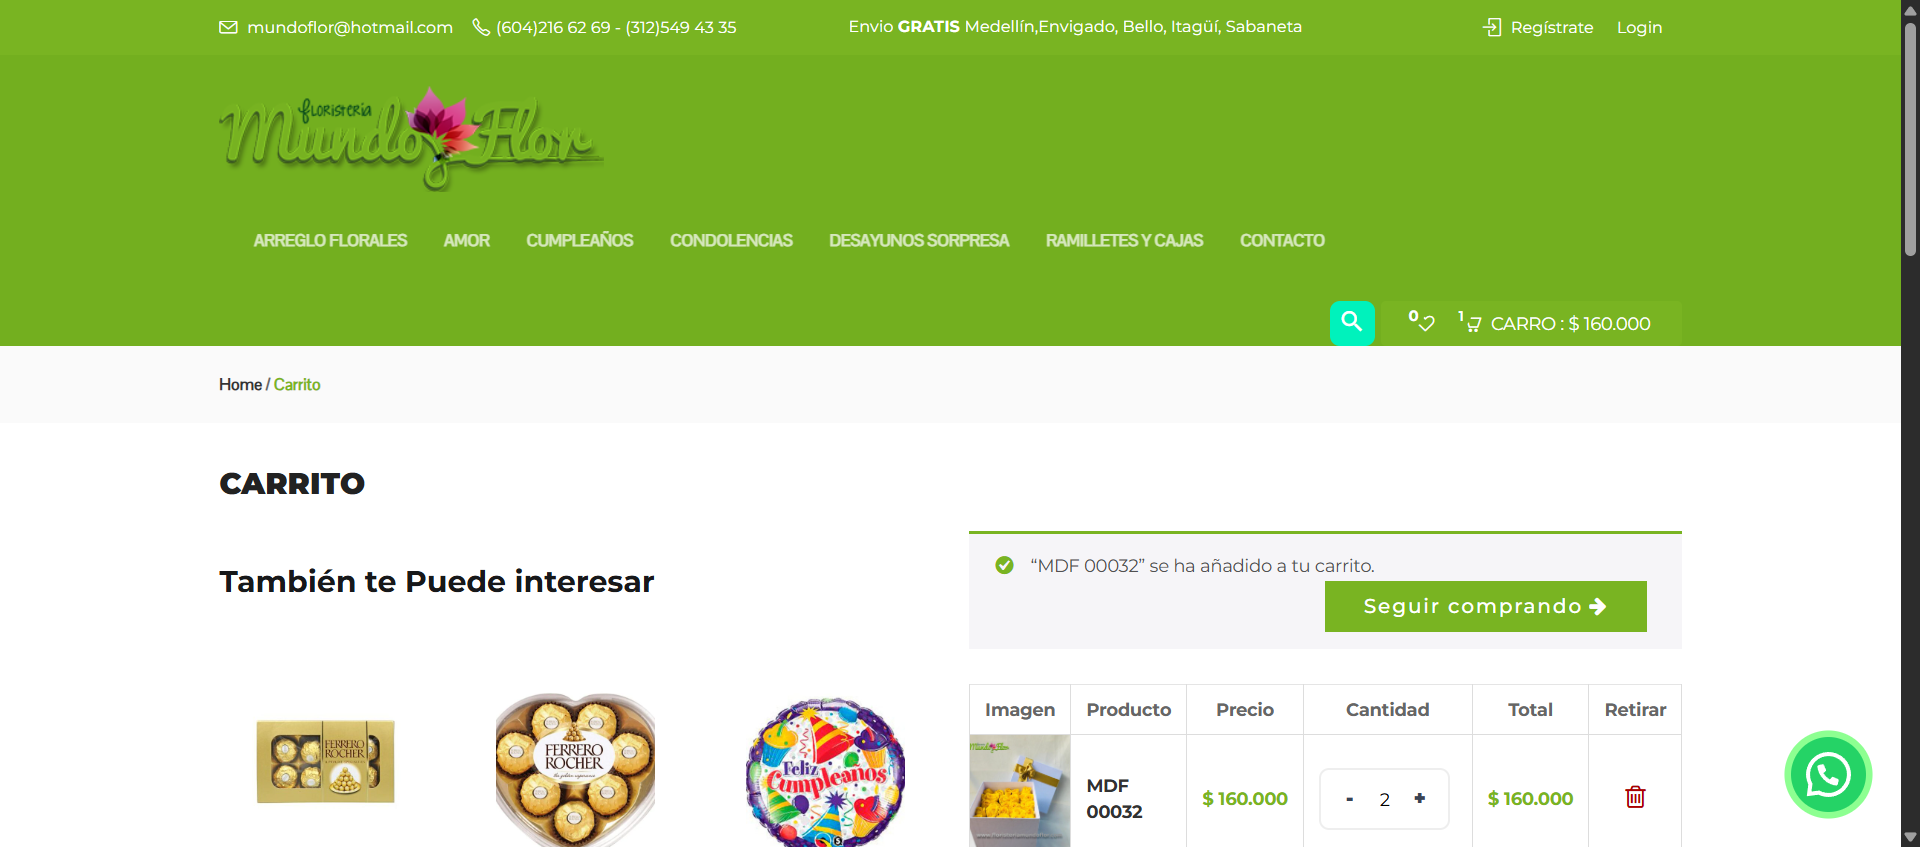 mundoflor@hotmail.com (604)216 62 69 - (312)549 43 35 Envio GRATIS Medellín,Envigado, Bello, Itagüí, Sabaneta Regístrate Login
floristeria
Mundo Flor
ARREGLO FLORALES AMOR CUMPLEAÑOS CONDOLENCIAS DESAYUNOS SORPRESA RAMILLETES Y CAJAS CONTACTO
0 1 CARRO : $ 160.000
Home / Carrito
CARRITO
También te Puede interesar
“MDF 00032” se ha añadido a tu carrito.
Seguir comprando
Imagen Producto Precio Cantidad Total Retirar
MDF
00032
$ 160.000 - 2 + $ 160.000
FERRERO
ROCHER
FERRERO
ROCHER
Feliz
Cumpleaños